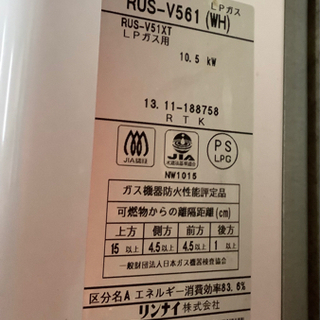 RUS-V561 (WH) LPガス
RUS-V51XT
LPガス用
10.5 kW
13.11-188758
RTK
JIA認証
JIA
NW1015
PS
LPG
ガス機器防火性能評定品
可燃物からの離隔距離(cm)
上方 側方 前方 後方
15以上 4.5以上 4.5以上 1以上
一般財団法人日本ガス機器検査協会
区分名A エネルギー消費効率83.6%
リンナイ株式会社